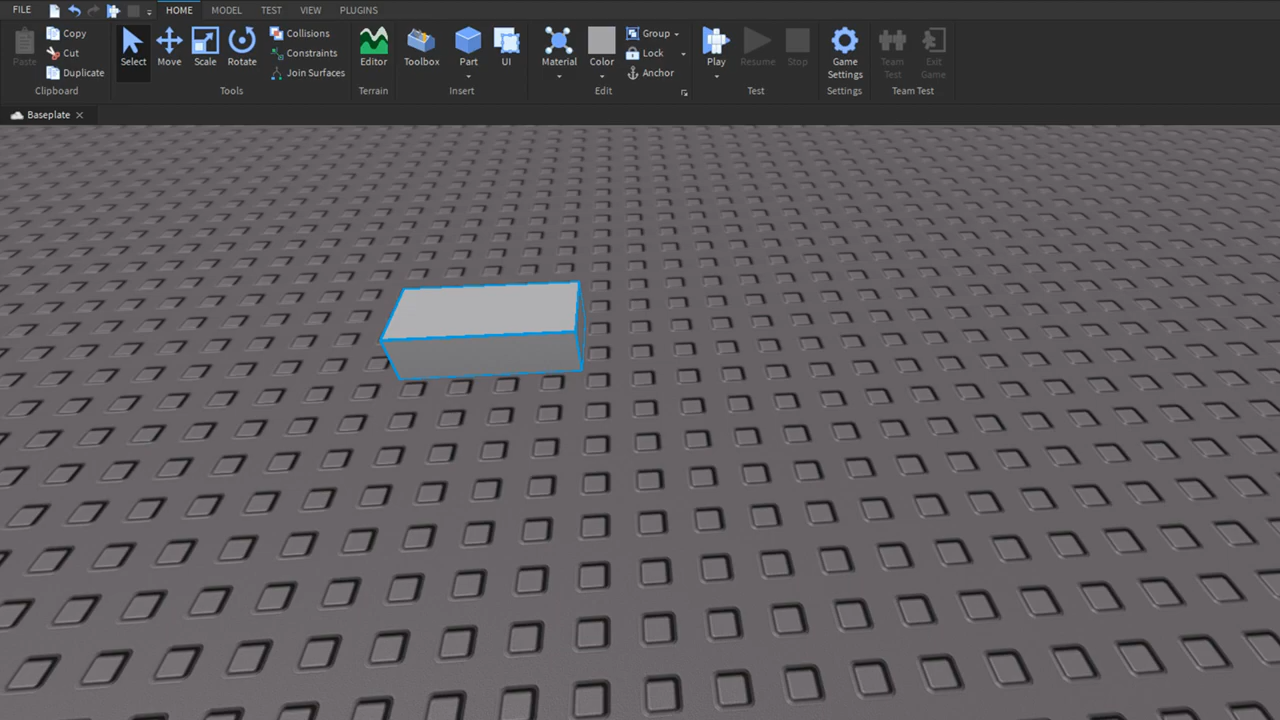 FILE HOME MODEL TEST VIEW PLUGINS
Paste
Copy
Cut
Duplicate
Clipboard
Select
Move
Scale
Rotate
Collisions
Constraints
Join Surfaces
Tools
Editor
Terrain
Toolbox
Part
UI
Insert
Material
Color
Group
Lock
Anchor
Edit
Play
Resume
Stop
Test
Game
Settings
Settings
Team
Test
Exit
Game
Team Test
Baseplate